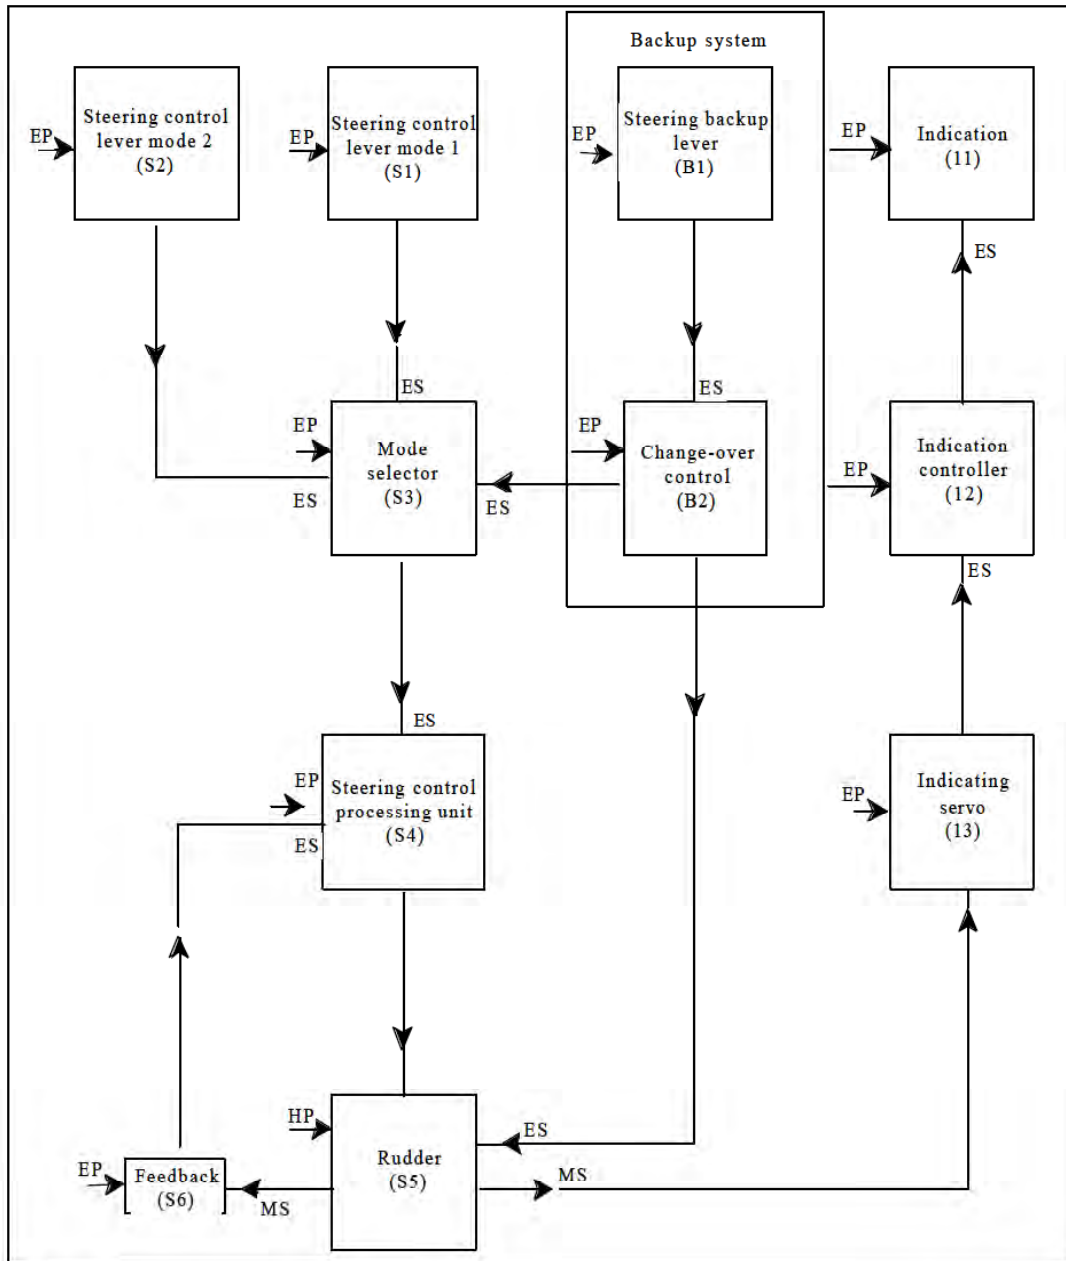 Backup system
Steering control
lever mode 2
(S2)
EP
Steering control
lever mode 1
(S1)
EP
Steering backup
lever
(B1)
EP
Indication
(11)
EP
ES
ES
EP
Mode
selector
(S3)
ES
ES
ES
EP
Change-over
control
(B2)
EP
Indication
controller
(12)
ES
ES
EP
Steering control
processing unit
(S4)
ES
EP
Indicating
servo
(13)
HP
Rudder
(S5)
ES
MS
EP
Feedback
(S6)
MS